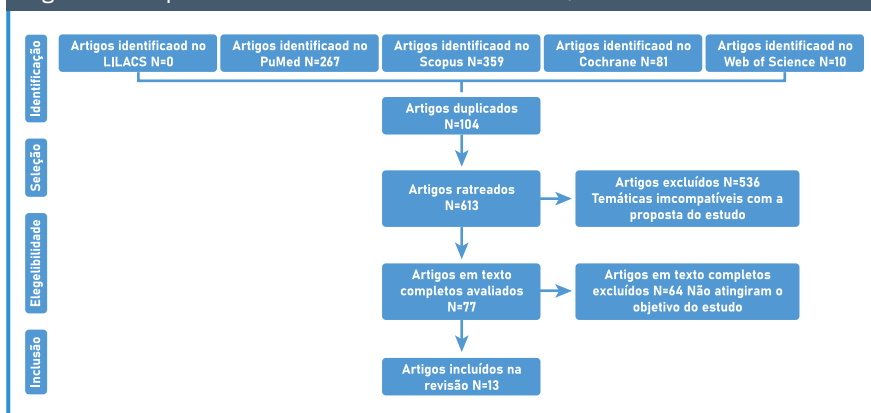 Identificação
Artigos identificaod no
LILACS N=0
Artigos identificaod no
PuMed N=267
Artigos identificaod no
Scopus N=359
Artigos identificaod no
Cochrane N=81
Artigos identificaod no
Web of Science N=10
Artigos duplicados
N=104
Seleção
Artigos ratreados
N=613
Artigos excluídos N=536
Temáticas imcompatíveis com a
proposta do estudo
Elegelibilidade
Artigos em texto
completos avaliados
N=77
Artigos em texto completos
excluídos N=64 Não atingiram o
objetivo do estudo
Inclusão
Artigos incluídos na
revisão N=13